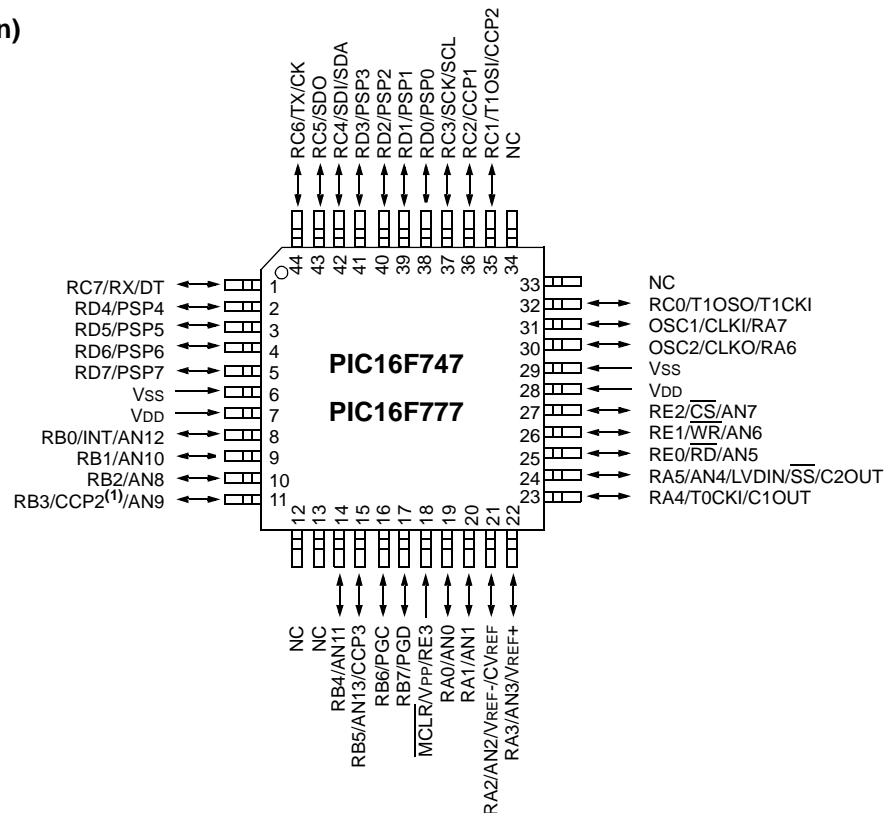 n)
RC6/TX/CK
RC5/SDO
RC4/SDI/SDA
RD3/PSP3
RD2/PSP2
RD1/PSP1
RD0/PSP0
RC3/SCK/SCL
RC2/CCP1
RC1/T1OSI/CCP2
NC
44
43
42
41
40
39
38
37
36
35
34
RC7/RX/DT 1
RD4/PSP4 2
RD5/PSP5 3
RD6/PSP6 4
RD7/PSP7 5
VSS 6
VDD 7
RB0/INT/AN12 8
RB1/AN10 9
RB2/AN8 10
RB3/CCP2(1)/AN9 11
PIC16F747
PIC16F777
33 NC
32 RC0/T1OSO/T1CKI
31 OSC1/CLKI/RA7
30 OSC2/CLKO/RA6
29 VSS
28 VDD
27 RE2/CS/AN7
26 RE1/WR/AN6
25 RE0/RD/AN5
24 RA5/AN4/LVDIN/SS/C2OUT
23 RA4/T0CKI/C1OUT
12
13
14
15
16
17
18
19
20
21
22
NC
NC
RB4/AN11
RB5/AN13/CCP3
RB6/PGC
RB7/PGD
MCLR/VPP/RE3
RA0/AN0
RA1/AN1
RA2/AN2/VREF-/CVREF
RA3/AN3/VREF+